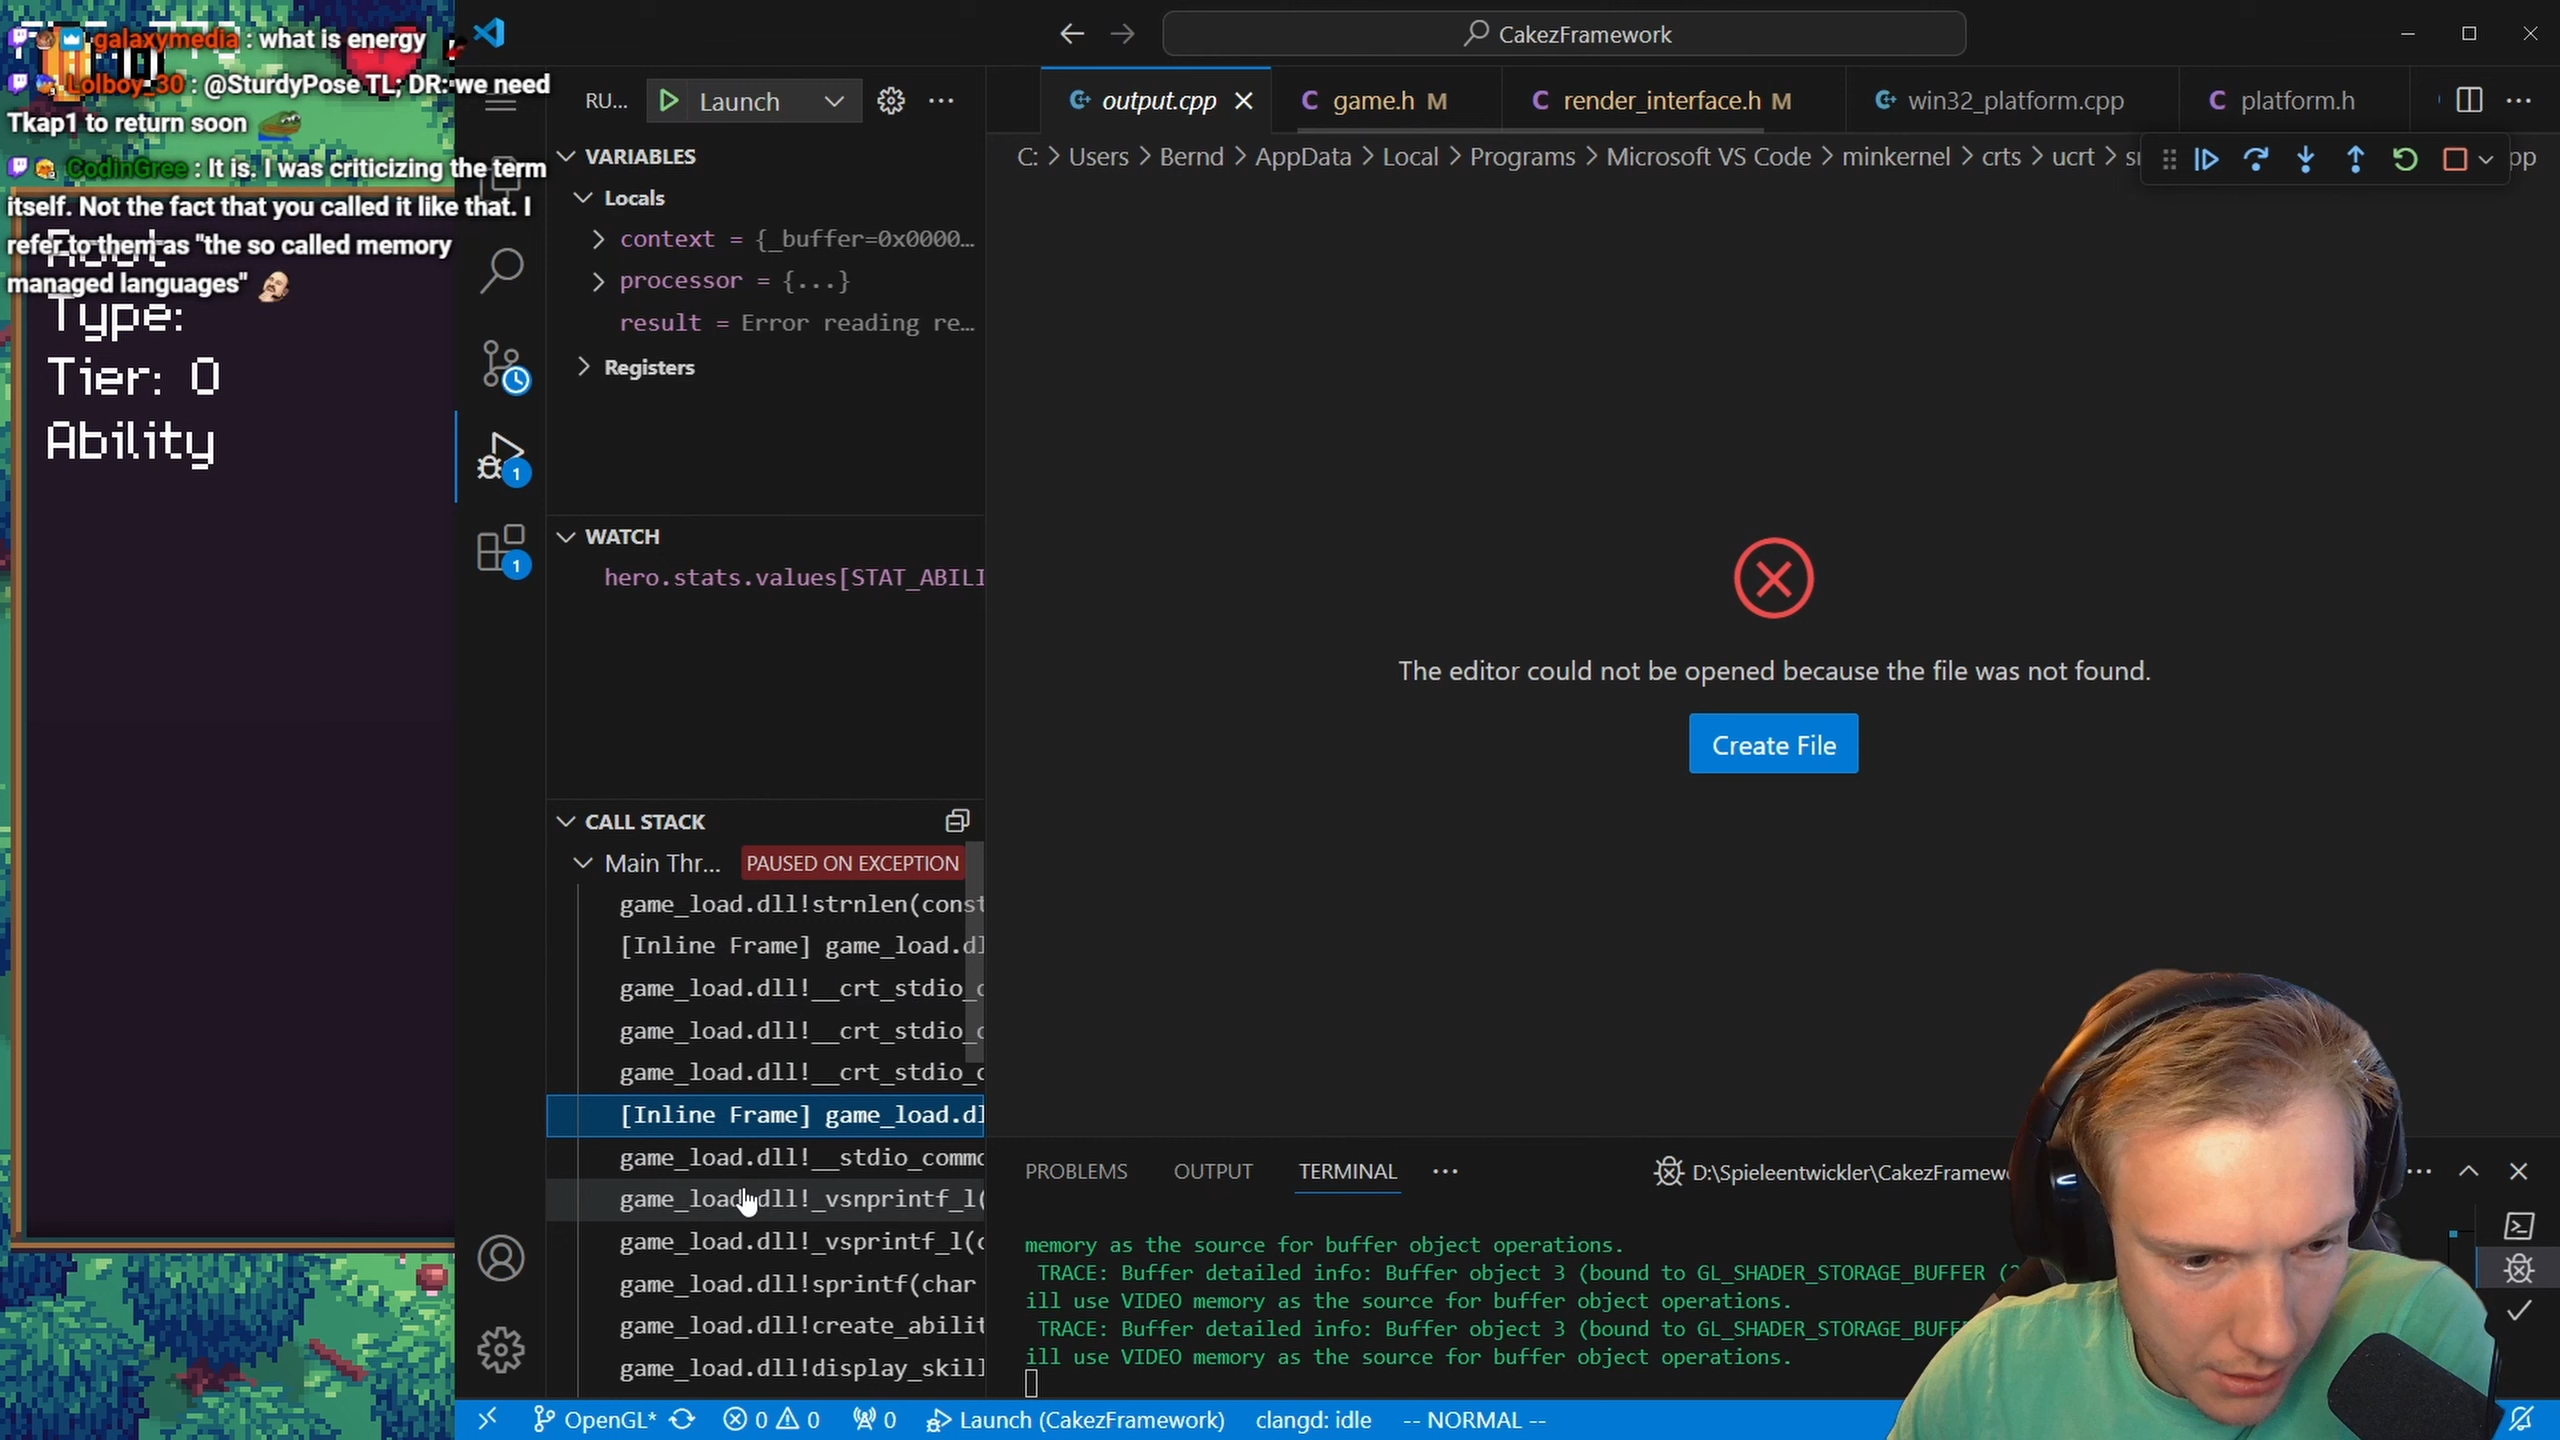 galaxymedia : what is energy
Lolboy_30 : @SturdyPose TL; DR: we need
Tkap1 to return soon
CodinGree : It is. I was criticizing the term
itself. Not the fact that you called it like that. I
refer to them as "the so called memory
managed languages"
Type:
Tier: 0
Ability
CakezFramework
RU...
Launch
output.cpp
game.h M
render_interface.h M
win32_platform.cpp
platform.h
C: > Users > Bernd > AppData > Local > Programs > Microsoft VS Code > minkernel > crts > ucrt >
VARIABLES
Locals
context = {_buffer=0x0000...
processor = {...}
result = Error reading re...
Registers
WATCH
hero.stats.values[STAT_ABILI
The editor could not be opened because the file was not found.
Create File
CALL STACK
Main Thr... PAUSED ON EXCEPTION
game_load.dll!strnlen(const
[Inline Frame] game_load.dl
game_load.dll!__crt_stdio_o
game_load.dll!__crt_stdio_o
game_load.dll!__crt_stdio_o
[Inline Frame] game_load.dl
game_load.dll!__stdio_commo
game_load.dll!_vsnprintf_l(
game_load.dll!_vsprintf_l(c
game_load.dll!sprintf(char
game_load.dll!create_abilit
game_load.dll!display_skill
PROBLEMS OUTPUT TERMINAL ...
D:\Spieleentwickler\CakezFramewo
memory as the source for buffer object operations.
TRACE: Buffer detailed info: Buffer object 3 (bound to GL_SHADER_STORAGE_BUFFER (2
ill use VIDEO memory as the source for buffer object operations.
TRACE: Buffer detailed info: Buffer object 3 (bound to GL_SHADER_STORAGE_BUFFE
ill use VIDEO memory as the source for buffer object operations.
OpenGL* 0 0 0 Launch (CakezFramework) clangd: idle -- NORMAL --